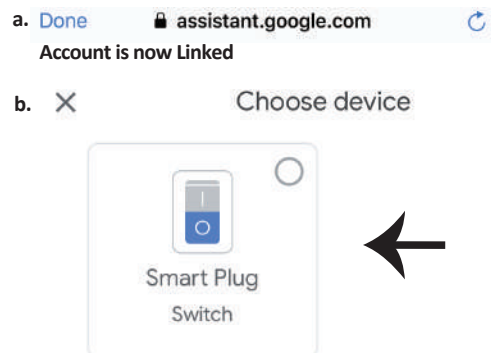 a. Done assistant.google.com
Account is now Linked
b. Choose device
Smart Plug
Switch